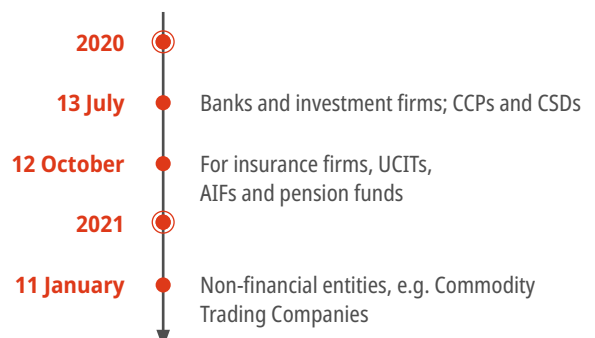 2020
13 July
Banks and investment firms; CCPs and CSDs
12 October
For insurance firms, UCITs,
AIFs and pension funds
2021
11 January
Non-financial entities, e.g. Commodity
Trading Companies